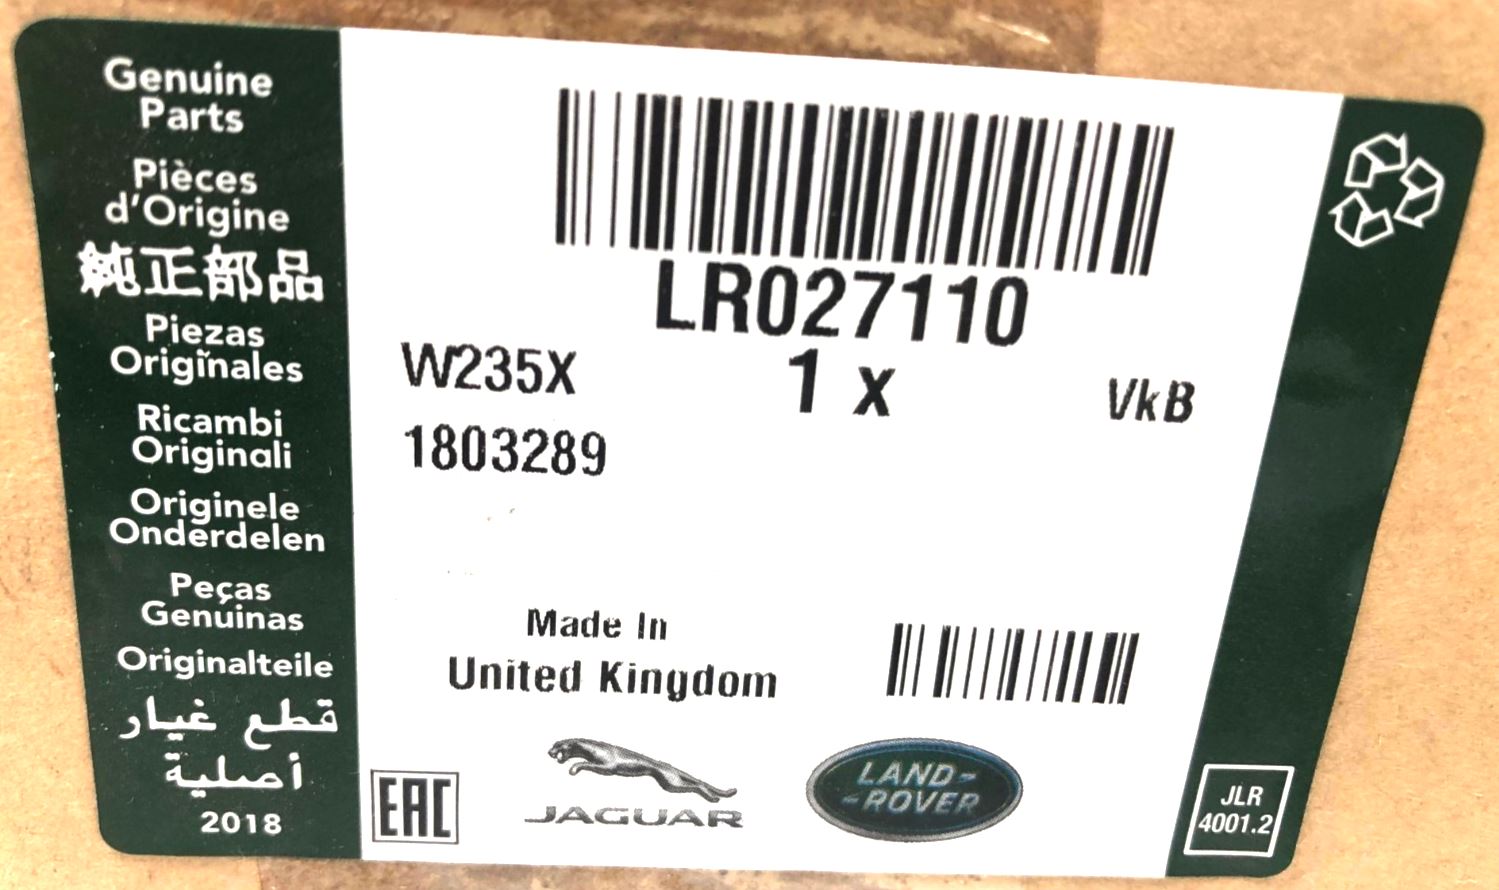 Genuine
Parts
Pièces
d'Origine
純正部品
Piezas
Originales
Ricambi
Originali
Originele
Onderdelen
Peças
Genuinas
Originalteile
قطع غيار
أصلية
2018
LR027110
W235X
1 x
VkB
1803289
Made In
United Kingdom
EAC
JAGUAR
LAND-
-ROVER
JLR
4001.2